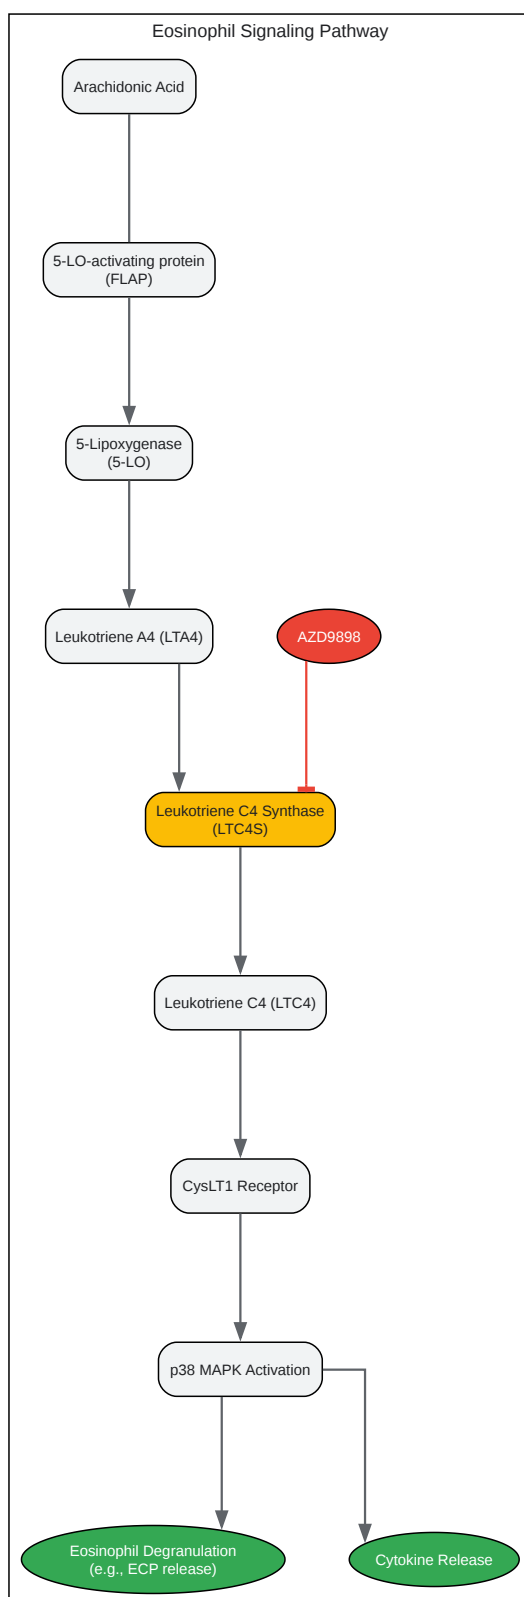 Eosinophil Signaling Pathway
Arachidonic Acid
5-LO-activating protein
(FLAP)
5-Lipoxygenase
(5-LO)
Leukotriene A4 (LTA4)
AZD9898
Leukotriene C4 Synthase
(LTC4S)
Leukotriene C4 (LTC4)
CysLT1 Receptor
p38 MAPK Activation
Eosinophil Degranulation
(e.g., ECP release)
Cytokine Release